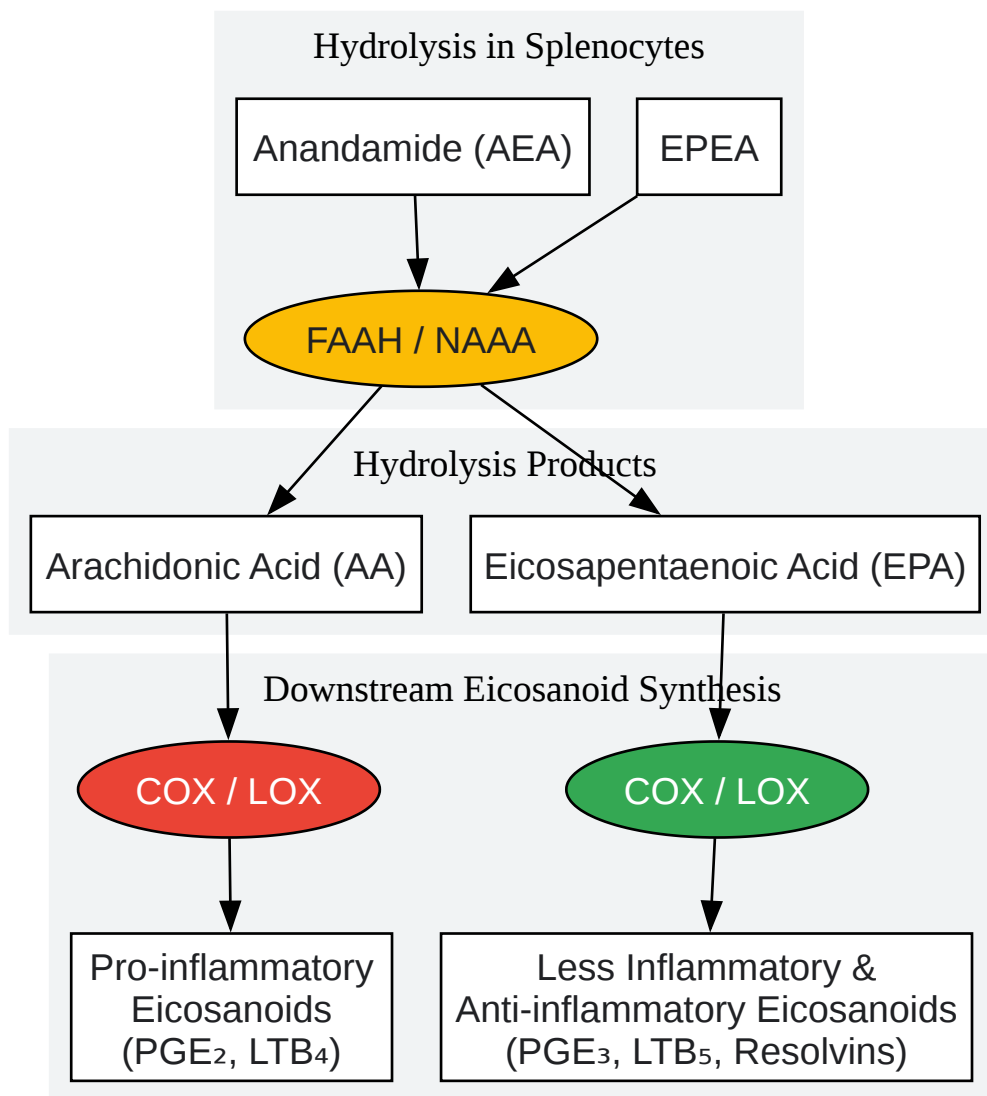 Hydrolysis in Splenocytes
Anandamide (AEA)
EPEA
FAAH / NAAA
Hydrolysis Products
Arachidonic Acid (AA)
Eicosapentaenoic Acid (EPA)
Downstream Eicosanoid Synthesis
COX / LOX
COX / LOX
Pro-inflammatory
Eicosanoids
(PGE₂, LTB₄)
Less Inflammatory &
Anti-inflammatory Eicosanoids
(PGE₃, LTB₅, Resolvins)